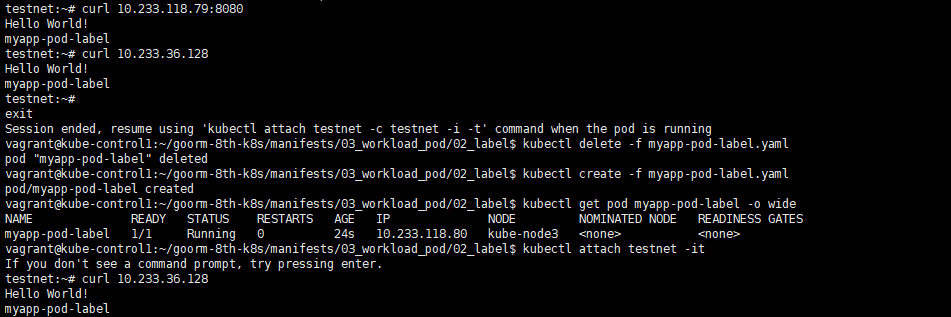 testnet:~# curl 10.233.118.79:8080
Hello World!
myapp-pod-label
testnet:~# curl 10.233.36.128
Hello World!
myapp-pod-label
testnet:~#
exit
Session ended, resume using 'kubectl attach testnet -c testnet -i -t' command when the pod is running
vagrant@kube-control1:~/goorm-8th-k8s/manifests/03_workload_pod/02_label$ kubectl delete -f myapp-pod-label.yaml
pod "myapp-pod-label" deleted
vagrant@kube-control1:~/goorm-8th-k8s/manifests/03_workload_pod/02_label$ kubectl create -f myapp-pod-label.yaml
pod/myapp-pod-label created
vagrant@kube-control1:~/goorm-8th-k8s/manifests/03_workload_pod/02_label$ kubectl get pod myapp-pod-label -o wide
NAME READY STATUS RESTARTS AGE IP NODE NOMINATED NODE READINESS GATES
myapp-pod-label 1/1 Running 0 24s 10.233.118.80 kube-node3 <none> <none>
vagrant@kube-control1:~/goorm-8th-k8s/manifests/03_workload_pod/02_label$ kubectl attach testnet -it
If you don't see a command prompt, try pressing enter.
testnet:~# curl 10.233.36.128
Hello World!
myapp-pod-label